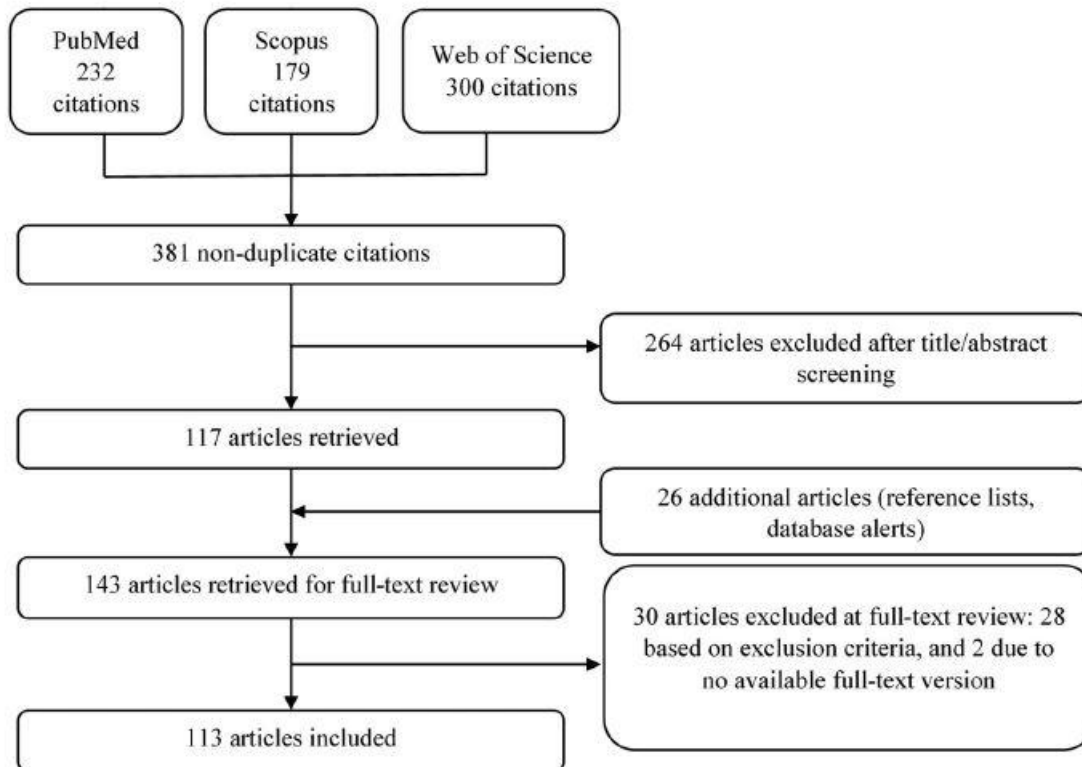 PubMed
232
citations
Scopus
179
citations
Web of Science
300 citations
381 non-duplicate citations
264 articles excluded after title/abstract
screening
117 articles retrieved
26 additional articles (reference lists,
database alerts)
143 articles retrieved for full-text review
30 articles excluded at full-text review: 28
based on exclusion criteria, and 2 due to
no available full-text version
113 articles included